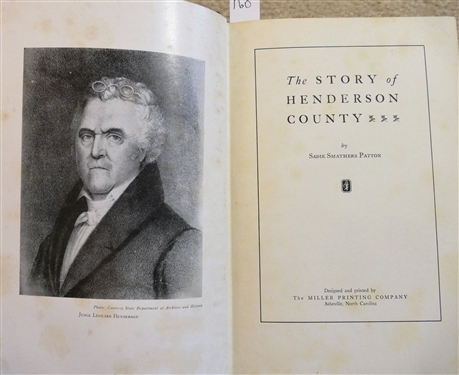 160
Photo Courtesy State Department of Archives and History
JUDGE LEONARD HENDERSON
The STORY of
HENDERSON
COUNTY
by
SADIE SMATHERS PATTON
Designed and printed by
The MILLER PRINTING COMPANY
Asheville, North Carolina